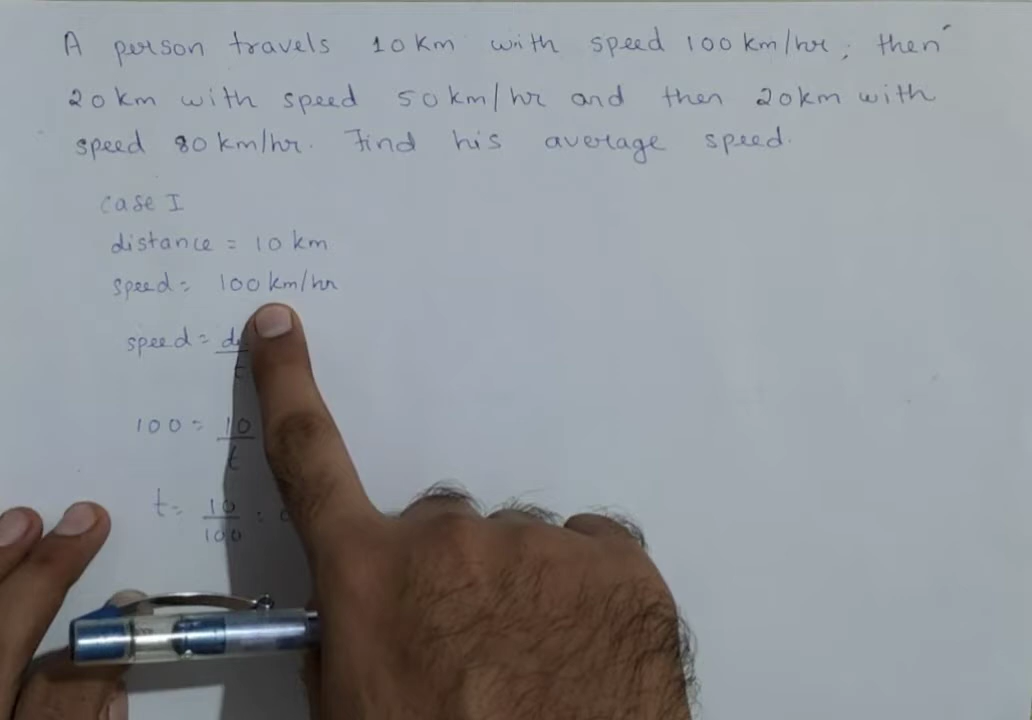 A person travels 10 km with speed 100 km/hr, then
20 km with speed 50 km/hr and then 20 km with
speed 80 km/hr. Find his average speed.
Case I
distance = 10 km
speed = 100 km/hr
speed = d
t
100 = 10
t
t = 10
100